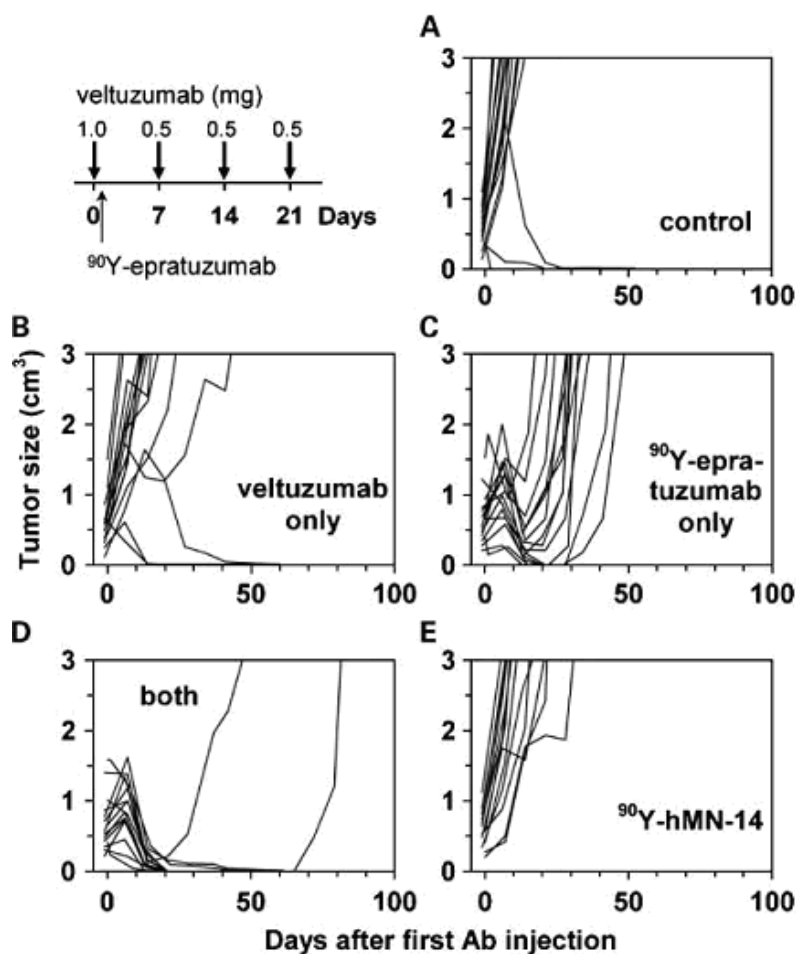 A
3
2
1
0
0
50
100
control
veltuzumab (mg)
1.0 0.5 0.5 0.5
0 7 14 21 Days
⁹⁰Y-epratuzumab
B
3
2
1
0
0
50
100
veltuzumab
only
Tumor size (cm³)
C
3
2
1
0
0
50
100
⁹⁰Y-epra-
tuzumab
only
D
3
2
1
0
0
50
100
both
E
3
2
1
0
0
50
100
⁹⁰Y-hMN-14
Days after first Ab injection